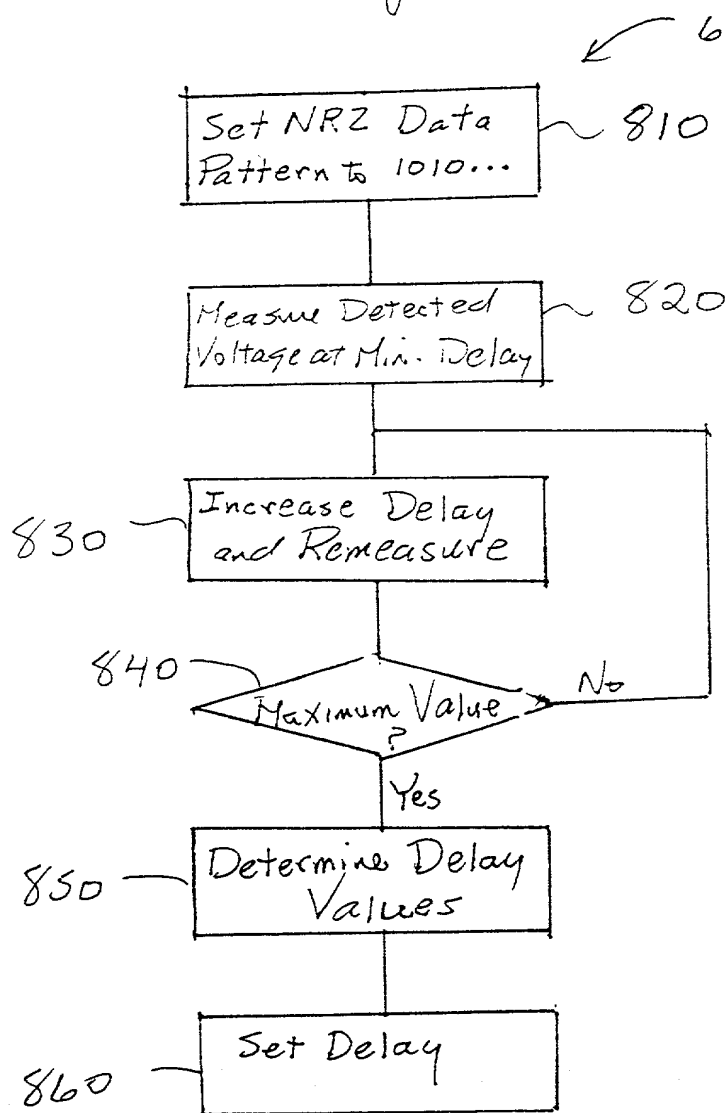 6
Set NRZ Data
Pattern to 1010...
810
Measure Detected
Voltage at Min. Delay
820
Increase Delay
and Remeasure
830
840
Maximum Value
?
No
Yes
Determine Delay
Values
850
Set Delay
860